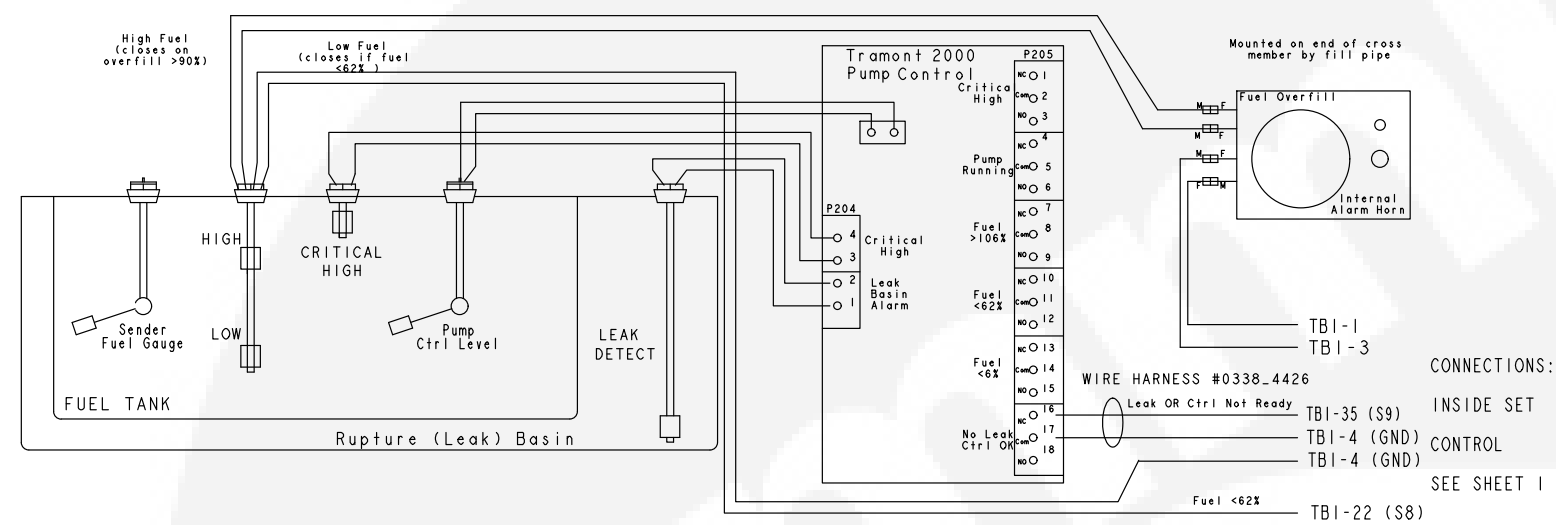 High Fuel
(closes on
overfill >90%)
Low Fuel
(closes if fuel
<62% )
Tramont 2000
Pump Control
P205
Critica
High
NC 1
Com 2
NO 3
Pump
Running
NC 4
Com 5
NO 6
Fuel
>106%
NC 7
Com 8
NO 9
Fuel
<62%
NC 10
Com 11
NO 12
Fuel
<6%
NC 13
Com 14
NO 15
No Leak
Ctrl OK
NC 16
Com 17
NO 18
P204
4
3
Critical
High
2
1
Leak
Basin
Alarm
Mounted on end of cross
member by fill pipe
Fuel Overfill
M F
M F
M F
F M
Internal
Alarm Horn
HIGH
LOW
CRITICAL
HIGH
Sender
Fuel Gauge
Pump
Ctrl Level
LEAK
DETECT
FUEL TANK
Rupture (Leak) Basin
TB1-1
TB1-3
WIRE HARNESS #0338_4426
Leak OR Ctrl Not Ready
TB1-35 (S9)
TB1-4 (GND)
TB1-4 (GND)
Fuel <62%
TB1-22 (S8)
CONNECTIONS:
INSIDE SET
CONTROL
SEE SHEET 1